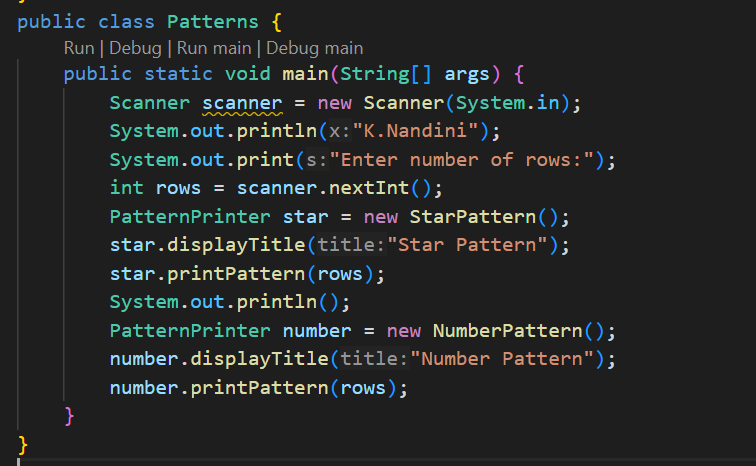 public class Patterns {
Run | Debug | Run main | Debug main
public static void main(String[] args) {
Scanner scanner = new Scanner(System.in);
System.out.println(x:"K.Nandini");
System.out.print(s:"Enter number of rows:");
int rows = scanner.nextInt();
PatternPrinter star = new StarPattern();
star.displayTitle(title:"Star Pattern");
star.printPattern(rows);
System.out.println();
PatternPrinter number = new NumberPattern();
number.displayTitle(title:"Number Pattern");
number.printPattern(rows);
}
}